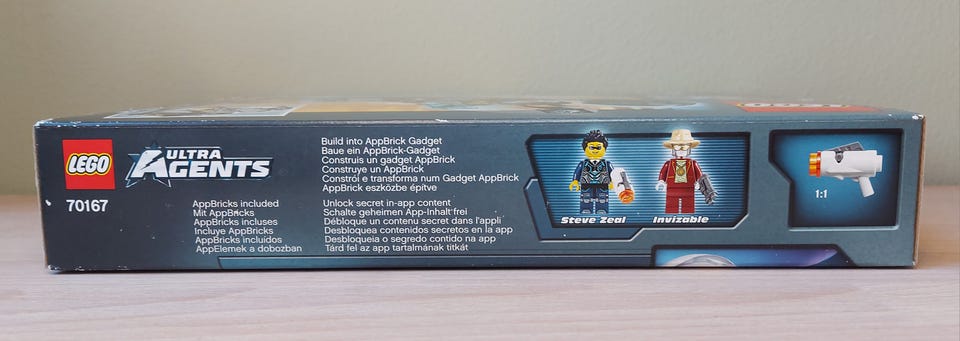 LEGO
ULTRA
AGENTS
70167
AppBricks included
Mit AppBricks
AppBricks incluses
Incluye AppBricks
AppBricks incluídos
AppElemek a dobozban
Build into AppBrick Gadget
Baue ein AppBrick-Gadget
Construis un gadget AppBrick
Construye un AppBrick
Constrói e transforma num Gadget AppBrick
AppBrick eszközbe építve
Unlock secret in-app content
Schalte geheimen App-Inhalt frei
Débloque un contenu secret dans l'appli
Desbloquea contenidos secretos en la app
Desbloqueia o segredo contido na app
Tárd fel az app tartalmának titkát
Steve Zeal
Invizable
1:1